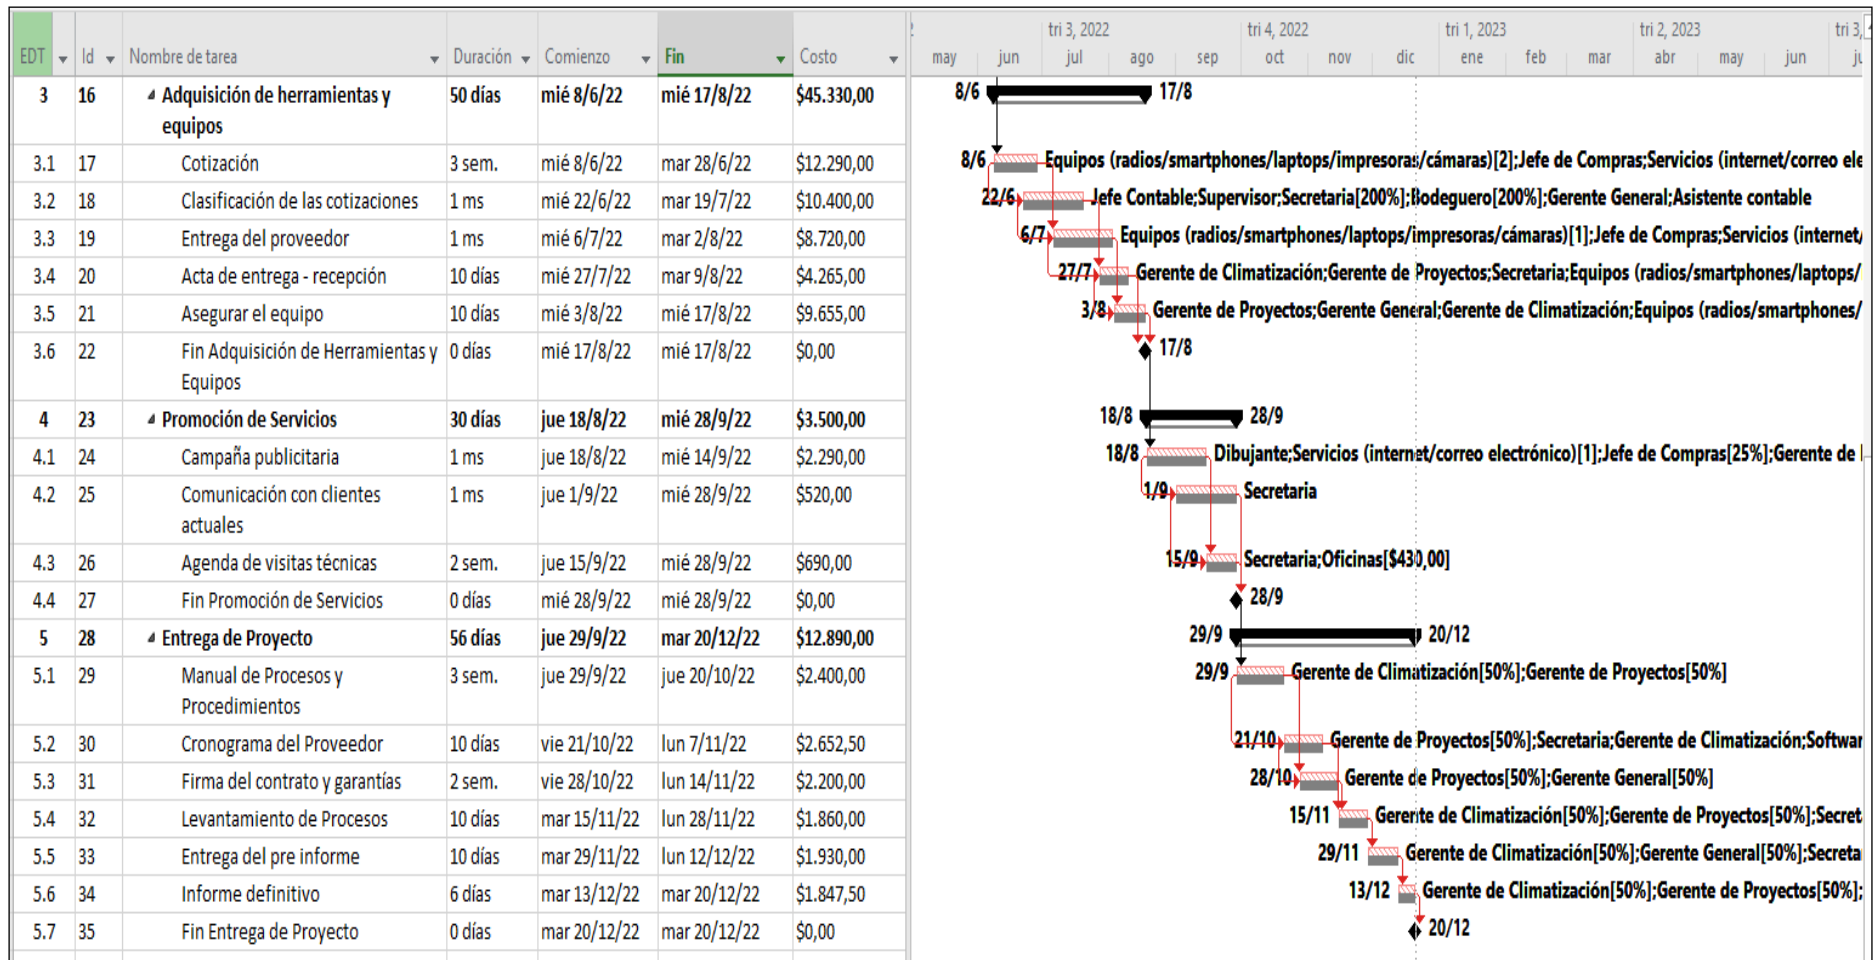 tri 3, 2022 tri 4, 2022 tri 1, 2023 tri 2, 2023 tri 3,
EDT Id Nombre de tarea Duración Comienzo Fin Costo may jun jul ago sep oct nov dic ene feb mar abr may jun
3 16 Adquisición de herramientas y 50 días mié 8/6/22 mié 17/8/22 $45.330,00 8/6 17/8
equipos
3.1 17 Cotización 3 sem. mié 8/6/22 mar 28/6/22 $12.290,00 8/6 Equipos (radios/smartphones/laptops/impresoras/cámaras)[2];Jefe de Compras;Servicios (internet/correo ele
3.2 18 Clasificación de las cotizaciones 1 ms mié 22/6/22 mar 19/7/22 $10.400,00 22/6 Jefe Contable;Supervisor;Secretaria[200%];Bodeguero[200%];Gerente General;Asistente contable
3.3 19 Entrega del proveedor 1 ms mié 6/7/22 mar 2/8/22 $8.720,00 6/7 Equipos (radios/smartphones/laptops/impresoras/cámaras)[1];Jefe de Compras;Servicios (internet/
3.4 20 Acta de entrega - recepción 10 días mié 27/7/22 mar 9/8/22 $4.265,00 27/7 Gerente de Climatización;Gerente de Proyectos;Secretaria;Equipos (radios/smartphones/laptops/
3.5 21 Asegurar el equipo 10 días mié 3/8/22 mié 17/8/22 $9.655,00 3/8 Gerente de Proyectos;Gerente General;Gerente de Climatización;Equipos (radios/smartphones/
3.6 22 Fin Adquisición de Herramientas y 0 días mié 17/8/22 mié 17/8/22 $0,00 17/8
Equipos
4 23 Promoción de Servicios 30 días jue 18/8/22 mié 28/9/22 $3.500,00 18/8 28/9
4.1 24 Campaña publicitaria 1 ms jue 18/8/22 mié 14/9/22 $2.290,00 18/8 Dibujante;Servicios (internet/correo electrónico)[1];Jefe de Compras[25%];Gerente de
4.2 25 Comunicación con clientes 1 ms jue 1/9/22 mié 28/9/22 $520,00 1/9 Secretaria
actuales
4.3 26 Agenda de visitas técnicas 2 sem. jue 15/9/22 mié 28/9/22 $690,00 15/9 Secretaria;Oficinas[$430,00]
4.4 27 Fin Promoción de Servicios 0 días mié 28/9/22 mié 28/9/22 $0,00 28/9
5 28 Entrega de Proyecto 56 días jue 29/9/22 mar 20/12/22 $12.890,00 29/9 20/12
5.1 29 Manual de Procesos y 3 sem. jue 29/9/22 jue 20/10/22 $2.400,00 29/9 Gerente de Climatización[50%];Gerente de Proyectos[50%]
Procedimientos
5.2 30 Cronograma del Proveedor 10 días vie 21/10/22 lun 7/11/22 $2.652,50 21/10 Gerente de Proyectos[50%];Secretaria;Gerente de Climatización;Softwar
5.3 31 Firma del contrato y garantías 2 sem. vie 28/10/22 lun 14/11/22 $2.200,00 28/10 Gerente de Proyectos[50%];Gerente General[50%]
5.4 32 Levantamiento de Procesos 10 días mar 15/11/22 lun 28/11/22 $1.860,00 15/11 Gerente de Climatización[50%];Gerente de Proyectos[50%];Secret
5.5 33 Entrega del pre informe 10 días mar 29/11/22 lun 12/12/22 $1.930,00 29/11 Gerente de Climatización[50%];Gerente General[50%];Secreta
5.6 34 Informe definitivo 6 días mar 13/12/22 mar 20/12/22 $1.847,50 13/12 Gerente de Climatización[50%];Gerente de Proyectos[50%];
5.7 35 Fin Entrega de Proyecto 0 días mar 20/12/22 mar 20/12/22 $0,00 20/12